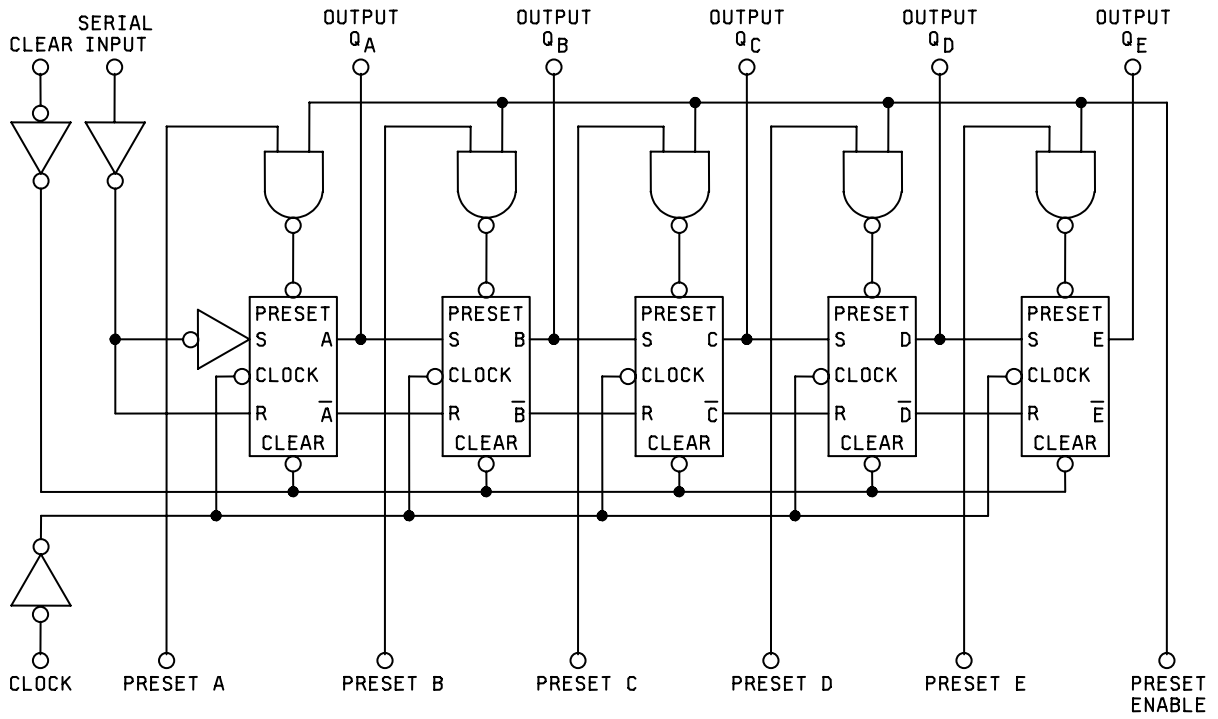 SERIAL
CLEAR INPUT
OUTPUT QA
OUTPUT QB
OUTPUT QC
OUTPUT QD
OUTPUT QE
PRESET
S A
CLOCK
R A̅
CLEAR
PRESET
S B
CLOCK
R B̅
CLEAR
PRESET
S C
CLOCK
R C̅
CLEAR
PRESET
S D
CLOCK
R D̅
CLEAR
PRESET
S E
CLOCK
R E̅
CLEAR
CLOCK
PRESET A
PRESET B
PRESET C
PRESET D
PRESET E
PRESET
ENABLE